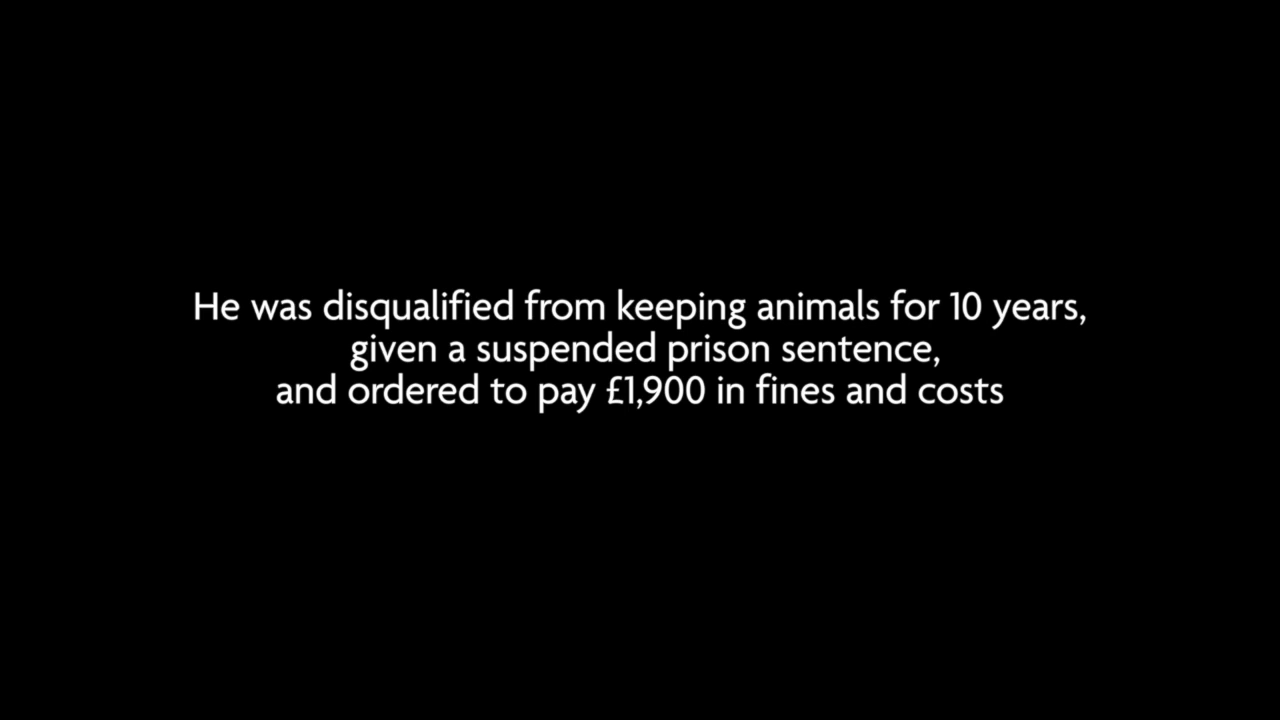 He was disqualified from keeping animals for 10 years,
given a suspended prison sentence,
and ordered to pay £1,900 in fines and costs